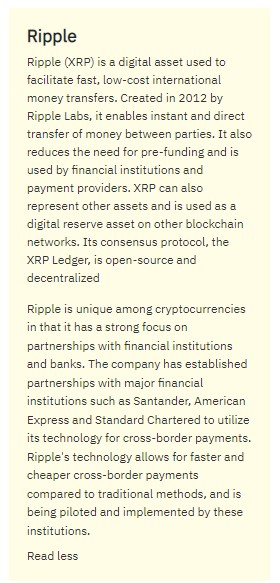 Ripple
Ripple (XRP) is a digital asset used to
facilitate fast, low-cost international
money transfers. Created in 2012 by
Ripple Labs, it enables instant and direct
transfer of money between parties. It also
reduces the need for pre-funding and is
used by financial institutions and
payment providers. XRP can also
represent other assets and is used as a
digital reserve asset on other blockchain
networks. Its consensus protocol, the
XRP Ledger, is open-source and
decentralized
Ripple is unique among cryptocurrencies
in that it has a strong focus on
partnerships with financial institutions
and banks. The company has established
partnerships with major financial
institutions such as Santander, American
Express and Standard Chartered to utilize
its technology for cross-border payments.
Ripple's technology allows for faster and
cheaper cross-border payments
compared to traditional methods, and is
being piloted and implemented by these
institutions.
Read less